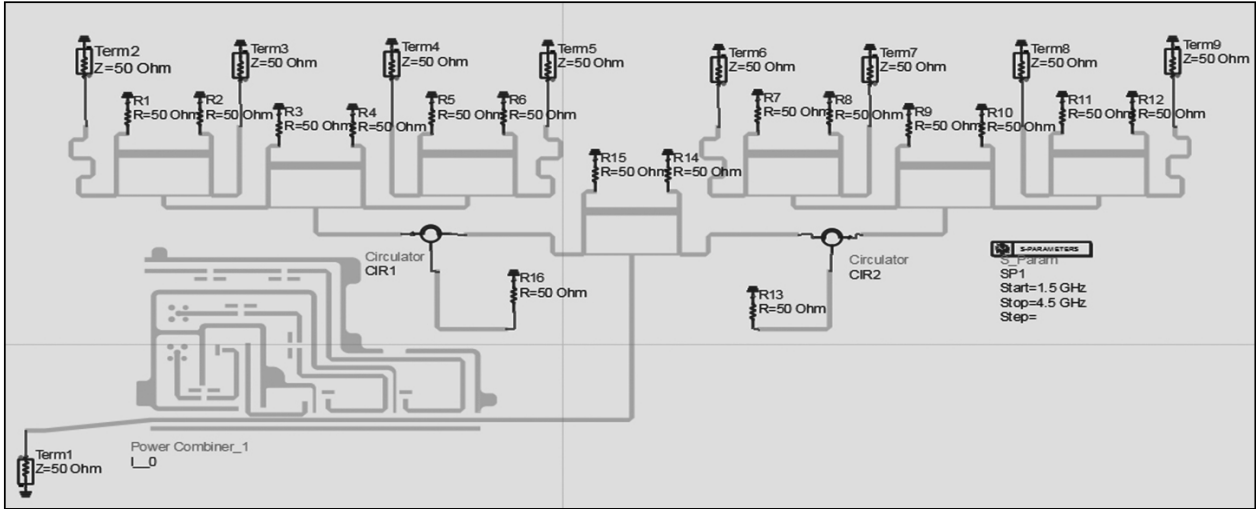 Term2
Z=50 Ohm
Term3
Z=50 Ohm
Term4
Z=50 Ohm
Term5
Z=50 Ohm
Term6
Z=50 Ohm
Term7
Z=50 Ohm
Term8
Z=50 Ohm
Term9
Z=50 Ohm
R1
R=50 Ohm
R2
R=50 Ohm
R3
R=50 Ohm
R4
R=50 Ohm
R5
R=50 Ohm
R6
R=50 Ohm
R7
R=50 Ohm
R8
R=50 Ohm
R9
R=50 Ohm
R10
R=50 Ohm
R11
R=50 Ohm
R12
R=50 Ohm
R15
R=50 Ohm
R14
R=50 Ohm
Circulator
CIR1
R16
R=50 Ohm
R13
R=50 Ohm
Circulator
CIR2
S-PARAMETERS
S_Param
SP1
Start=1.5 GHz
Stop=4.5 GHz
Step=
Power Combiner_1
I__0
Term1
Z=50 Ohm